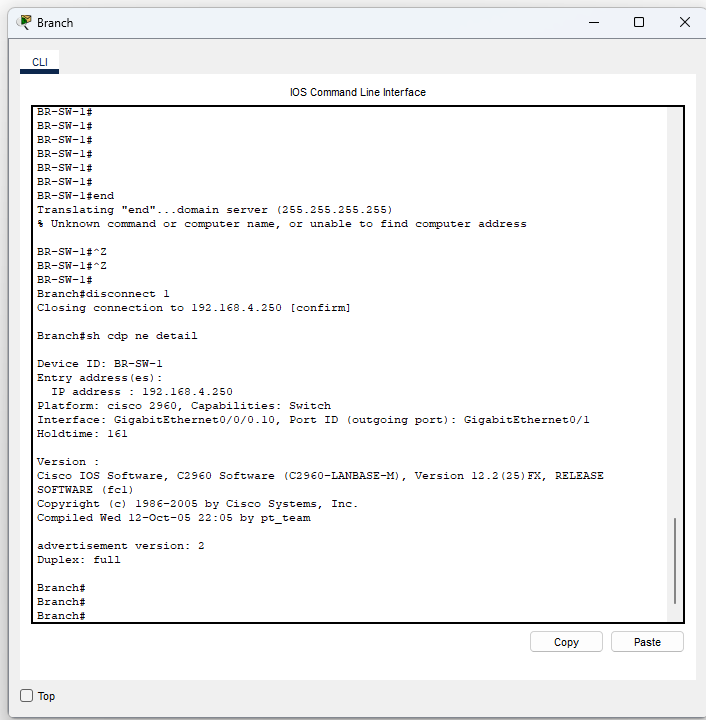 Branch
CLI
IOS Command Line Interface
BR-SW-1#
BR-SW-1#
BR-SW-1#
BR-SW-1#
BR-SW-1#
BR-SW-1#
BR-SW-1#end
Translating "end"...domain server (255.255.255.255)
% Unknown command or computer name, or unable to find computer address
BR-SW-1#^Z
BR-SW-1#^Z
BR-SW-1#
Branch#disconnect 1
Closing connection to 192.168.4.250 [confirm]
Branch#sh cdp ne detail
Device ID: BR-SW-1
Entry address(es):
IP address : 192.168.4.250
Platform: cisco 2960, Capabilities: Switch
Interface: GigabitEthernet0/0/0.10, Port ID (outgoing port): GigabitEthernet0/1
Holdtime: 161
Version :
Cisco IOS Software, C2960 Software (C2960-LANBASE-M), Version 12.2(25)FX, RELEASE
SOFTWARE (fc1)
Copyright (c) 1986-2005 by Cisco Systems, Inc.
Compiled Wed 12-Oct-05 22:05 by pt_team
advertisement version: 2
Duplex: full
Branch#
Branch#
Branch#
Copy
Paste
Top